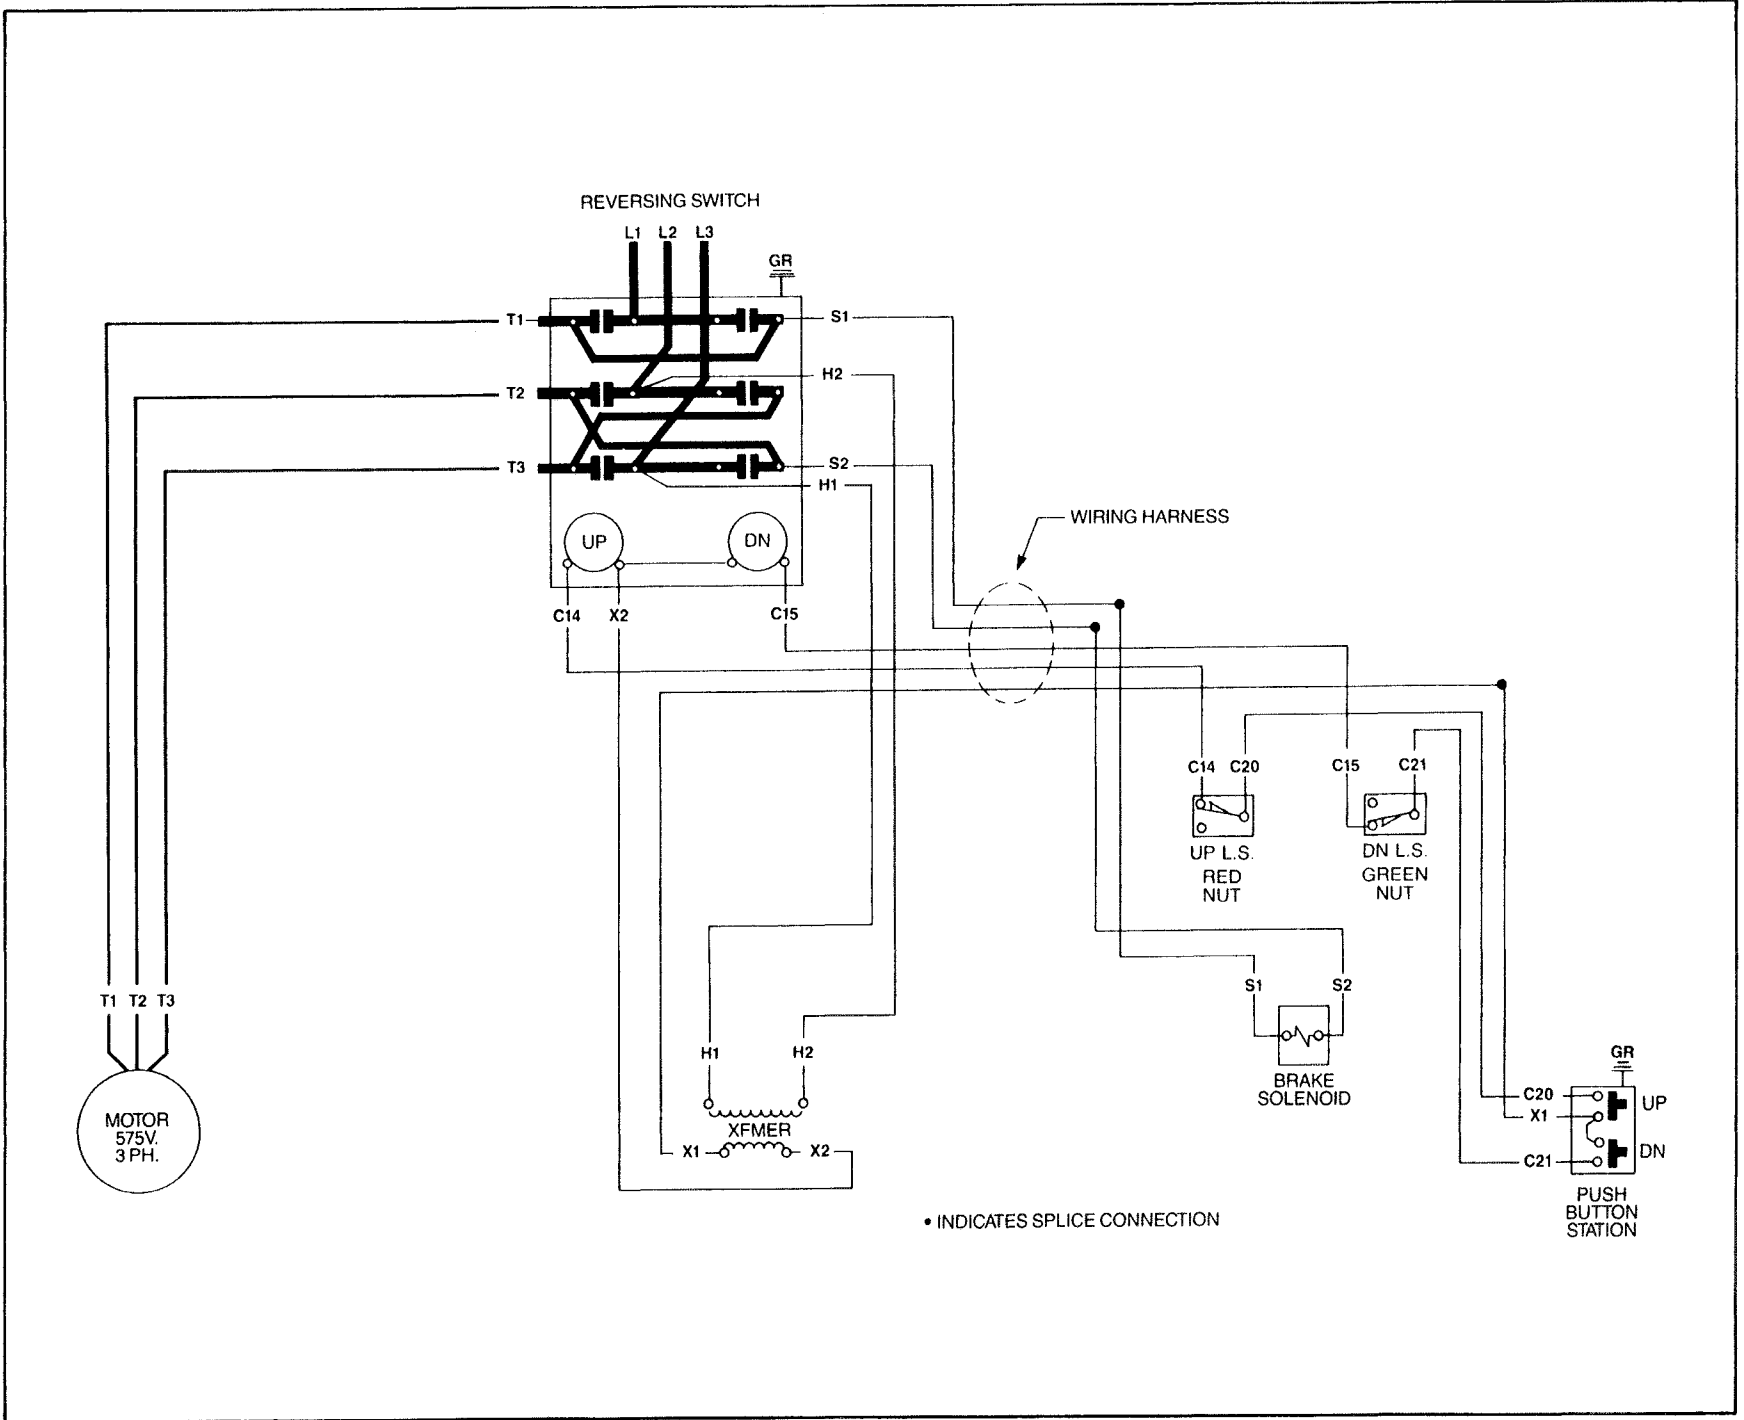 REVERSING SWITCH
L1 L2 L3
GR
T1 S1
H2
T2
T3 S2
H1
WIRING HARNESS
UP DN
C14 X2 C15
C14 C20 C15 C21
UP L.S.
RED
NUT
DN L.S.
GREEN
NUT
T1 T2 T3
S1 S2
H1 H2
BRAKE
SOLENOID
GR
C20 UP
X1
MOTOR
575V.
3 PH.
XFMER
X1 X2
C21 DN
PUSH
BUTTON
STATION
• INDICATES SPLICE CONNECTION